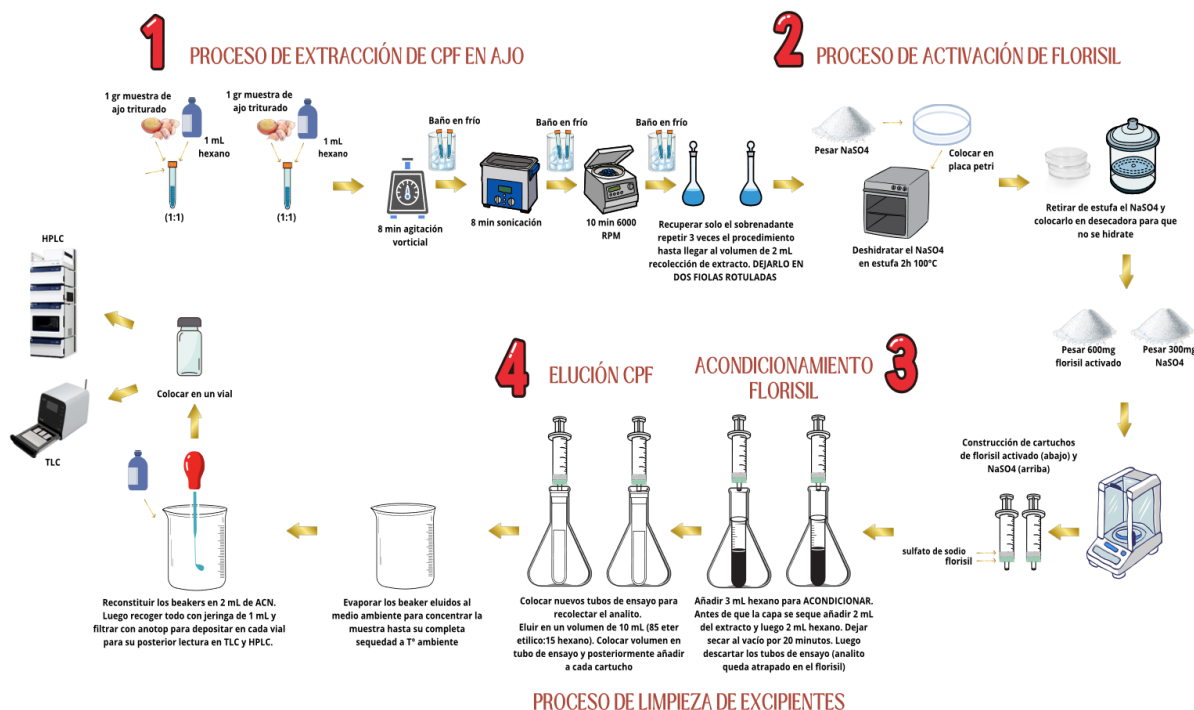 1
PROCESO DE EXTRACCIÓN DE CPF EN AJO
1 gr muestra de
ajo triturado
1 mL
hexano
(1:1)
1 gr muestra de
ajo triturado
1 mL
hexano
(1:1)
8 min agitación
vorticial
Baño en frío
8 min sonicación
Baño en frío
10 min 6000
RPM
Baño en frío
Recuperar solo el sobrenadante
repetir 3 veces el procedimiento
hasta llegar al volumen de 2 mL
recolección de extracto. DEJARLO EN
DOS FIOLAS ROTULADAS
2
PROCESO DE ACTIVACIÓN DE FLORISIL
Pesar NaSO4
Colocar en
placa petri
Deshidratar el NaSO4
en estufa 2h 100°C
Retirar de estufa el NaSO4 y
colocarlo en desecadora para que
no se hidrate
Pesar 600mg
florisil activado
Pesar 300mg
NaSO4
Construcción de cartuchos
de florisil activado (abajo) y
NaSO4 (arriba)
sulfato de sodio
florisil
ACONDICIONAMIENTO
FLORISIL
3
Añadir 3 mL hexano para ACONDICIONAR.
Antes de que la capa se seque añadir 2 mL
del extracto y luego 2 mL hexano. Dejar
secar al vacío por 20 minutos. Luego
descartar los tubos de ensayo (analito
queda atrapado en el florisil)
4
ELUCIÓN CPF
Colocar nuevos tubos de ensayo para
recolectar el analito.
Eluir en un volumen de 10 mL (85 eter
etilico:15 hexano). Colocar volumen en
tubo de ensayo y posteriormente añadir
a cada cartucho
Evaporar los beaker eluidos al
medio ambiente para concentrar la
muestra hasta su completa
sequedad a T° ambiente
Reconstituir los beakers en 2 mL de ACN.
Luego recoger todo con jeringa de 1 mL y
filtrar con anotop para depositar en cada vial
para su posterior lectura en TLC y HPLC.
Colocar en un vial
HPLC
TLC
PROCESO DE LIMPIEZA DE EXCIPIENTES